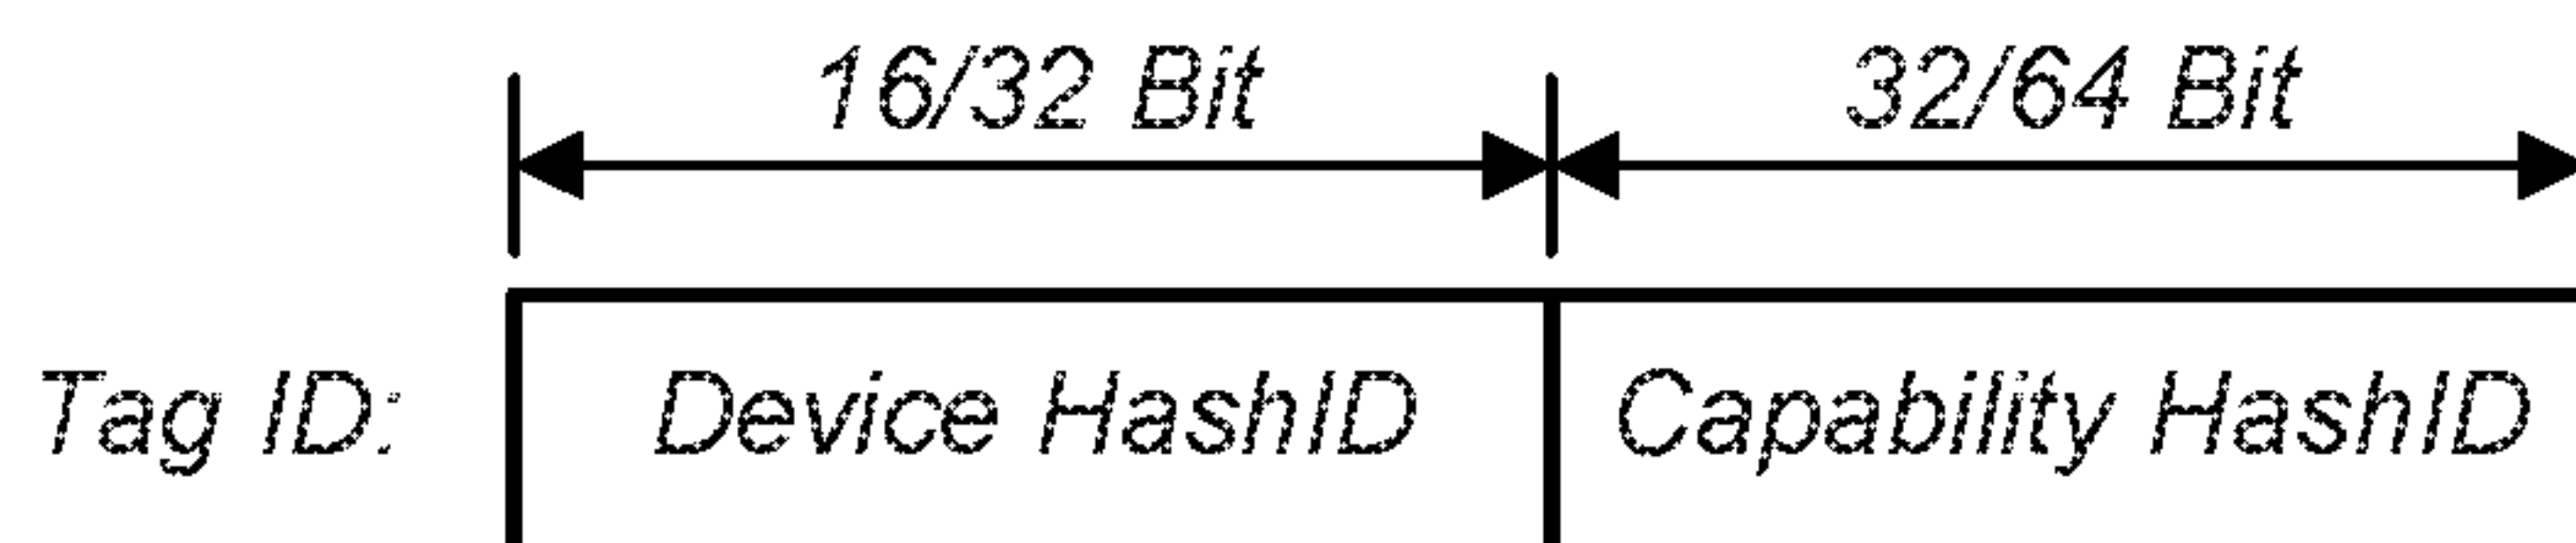 16/32 Bit 32/64 Bit
Tag ID: Device HashID Capability HashID